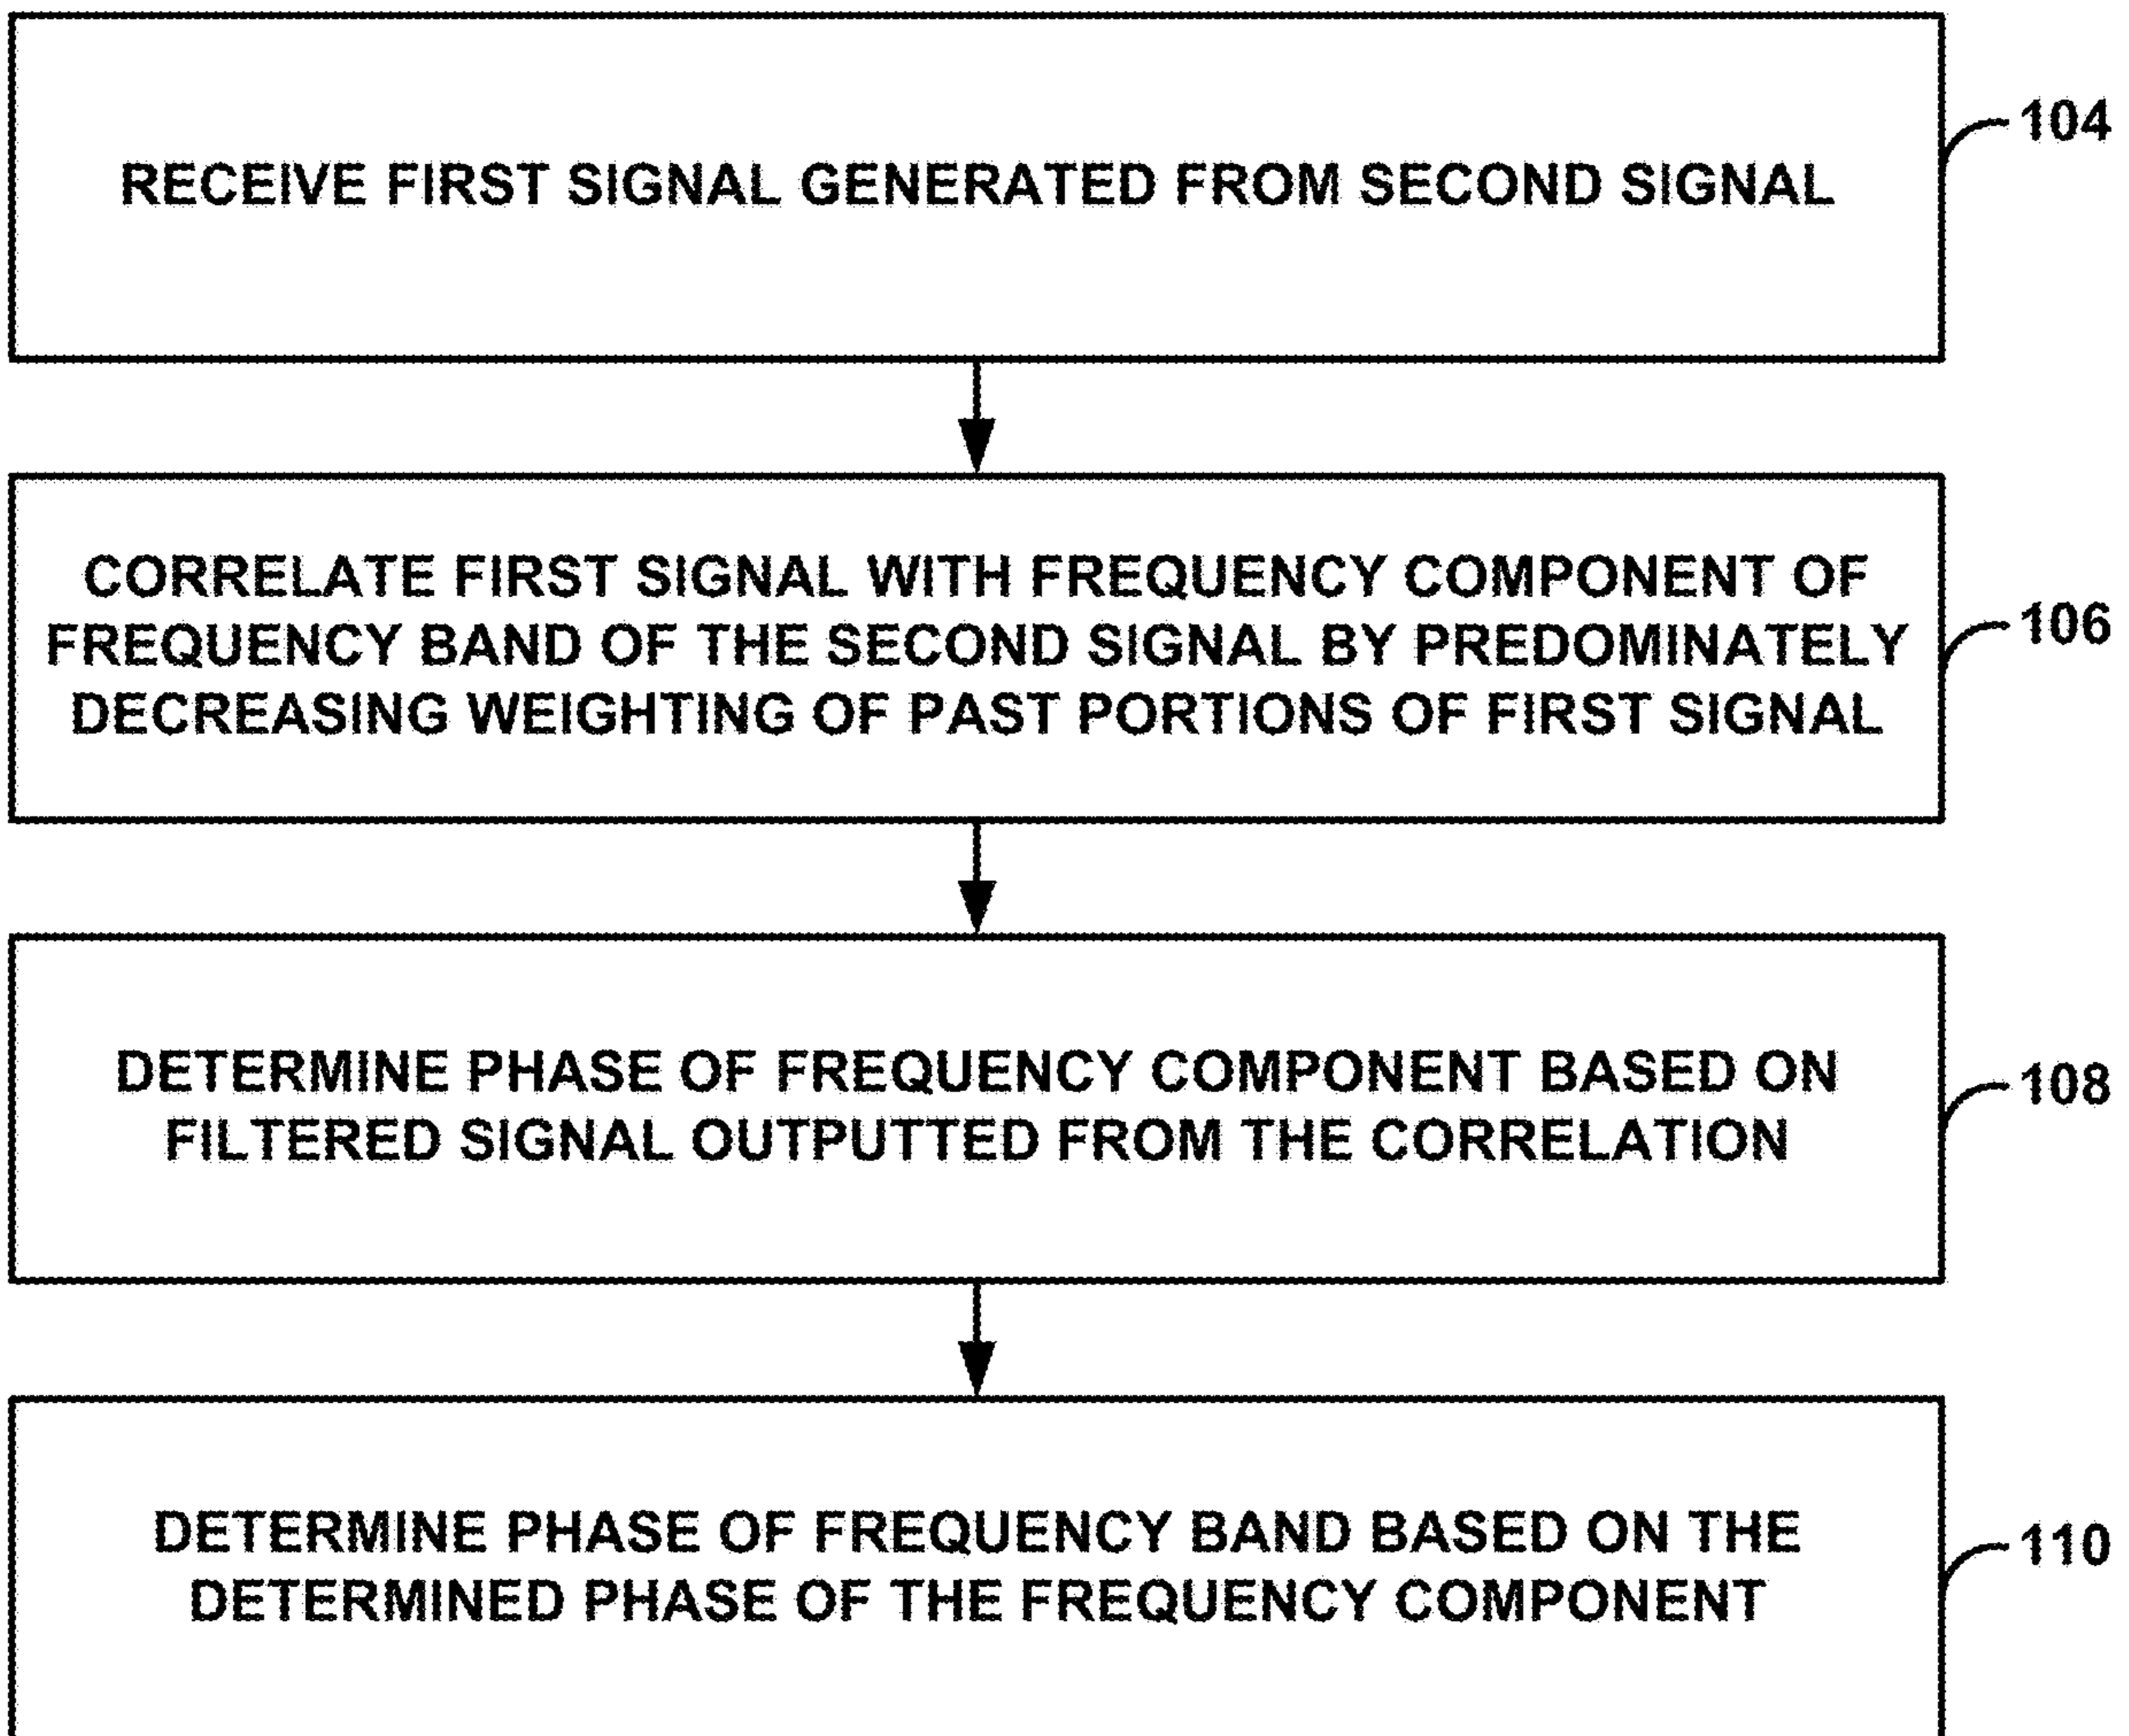 RECEIVE FIRST SIGNAL GENERATED FROM SECOND SIGNAL
104
CORRELATE FIRST SIGNAL WITH FREQUENCY COMPONENT OF
FREQUENCY BAND OF THE SECOND SIGNAL BY PREDOMINATELY
DECREASING WEIGHTING OF PAST PORTIONS OF FIRST SIGNAL
106
DETERMINE PHASE OF FREQUENCY COMPONENT BASED ON
FILTERED SIGNAL OUTPUTTED FROM THE CORRELATION
108
DETERMINE PHASE OF FREQUENCY BAND BASED ON THE
DETERMINED PHASE OF THE FREQUENCY COMPONENT
110